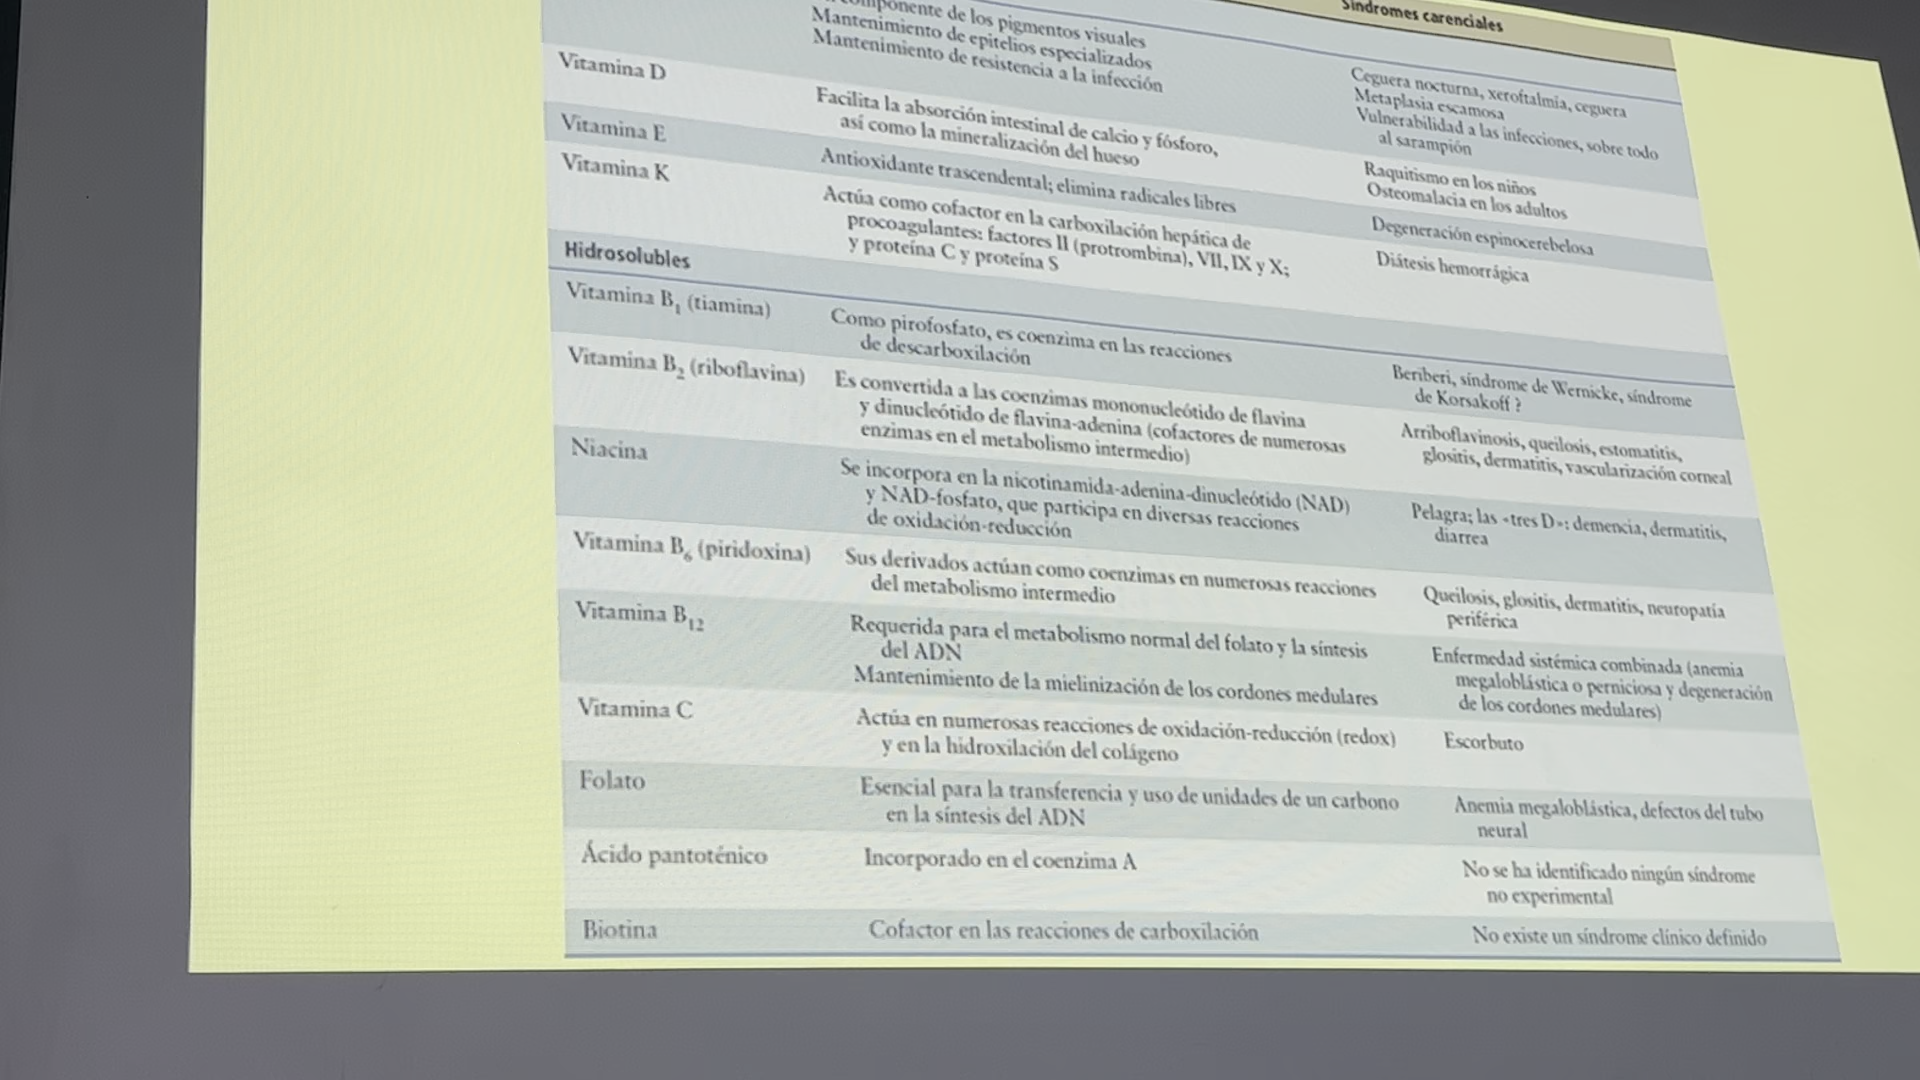 Síndromes carenciales
componente de los pigmentos visuales
Mantenimiento de epitelios especializados
Mantenimiento de resistencia a la infección
Ceguera nocturna, xeroftalmia, ceguera
Metaplasia escamosa
Vulnerabilidad a las infecciones, sobre todo
al sarampión
Vitamina D
Facilita la absorción intestinal de calcio y fósforo,
así como la mineralización del hueso
Raquitismo en los niños
Osteomalacia en los adultos
Vitamina E
Antioxidante trascendental; elimina radicales libres
Degeneración espinocerebelosa
Vitamina K
Actúa como cofactor en la carboxilación hepática de
procoagulantes: factores II (protrombina), VII, IX y X;
y proteína C y proteína S
Diátesis hemorrágica
Hidrosolubles
Vitamina B₁ (tiamina)
Como pirofosfato, es coenzima en las reacciones
de descarboxilación
Beriberi, síndrome de Wernicke, síndrome
de Korsakoff ?
Vitamina B₂ (riboflavina)
Es convertida a las coenzimas mononucleótido de flavina
y dinucleótido de flavina-adenina (cofactores de numerosas
enzimas en el metabolismo intermedio)
Arriboflavinosis, queilosis, estomatitis,
glositis, dermatitis, vascularización corneal
Niacina
Se incorpora en la nicotinamida-adenina-dinucleótido (NAD)
y NAD-fosfato, que participa en diversas reacciones
de oxidación-reducción
Pelagra; las «tres D»: demencia, dermatitis,
diarrea
Vitamina B₆ (piridoxina)
Sus derivados actúan como coenzimas en numerosas reacciones
del metabolismo intermedio
Queilosis, glositis, dermatitis, neuropatía
periférica
Vitamina B₁₂
Requerida para el metabolismo normal del folato y la síntesis
del ADN
Mantenimiento de la mielinización de los cordones medulares
Enfermedad sistémica combinada (anemia
megaloblástica o perniciosa y degeneración
de los cordones medulares)
Vitamina C
Actúa en numerosas reacciones de oxidación-reducción (redox)
y en la hidroxilación del colágeno
Escorbuto
Folato
Esencial para la transferencia y uso de unidades de un carbono
en la síntesis del ADN
Anemia megaloblástica, defectos del tubo
neural
Ácido pantoténico
Incorporado en el coenzima A
No se ha identificado ningún síndrome
no experimental
Biotina
Cofactor en las reacciones de carboxilación
No existe un síndrome clínico definido